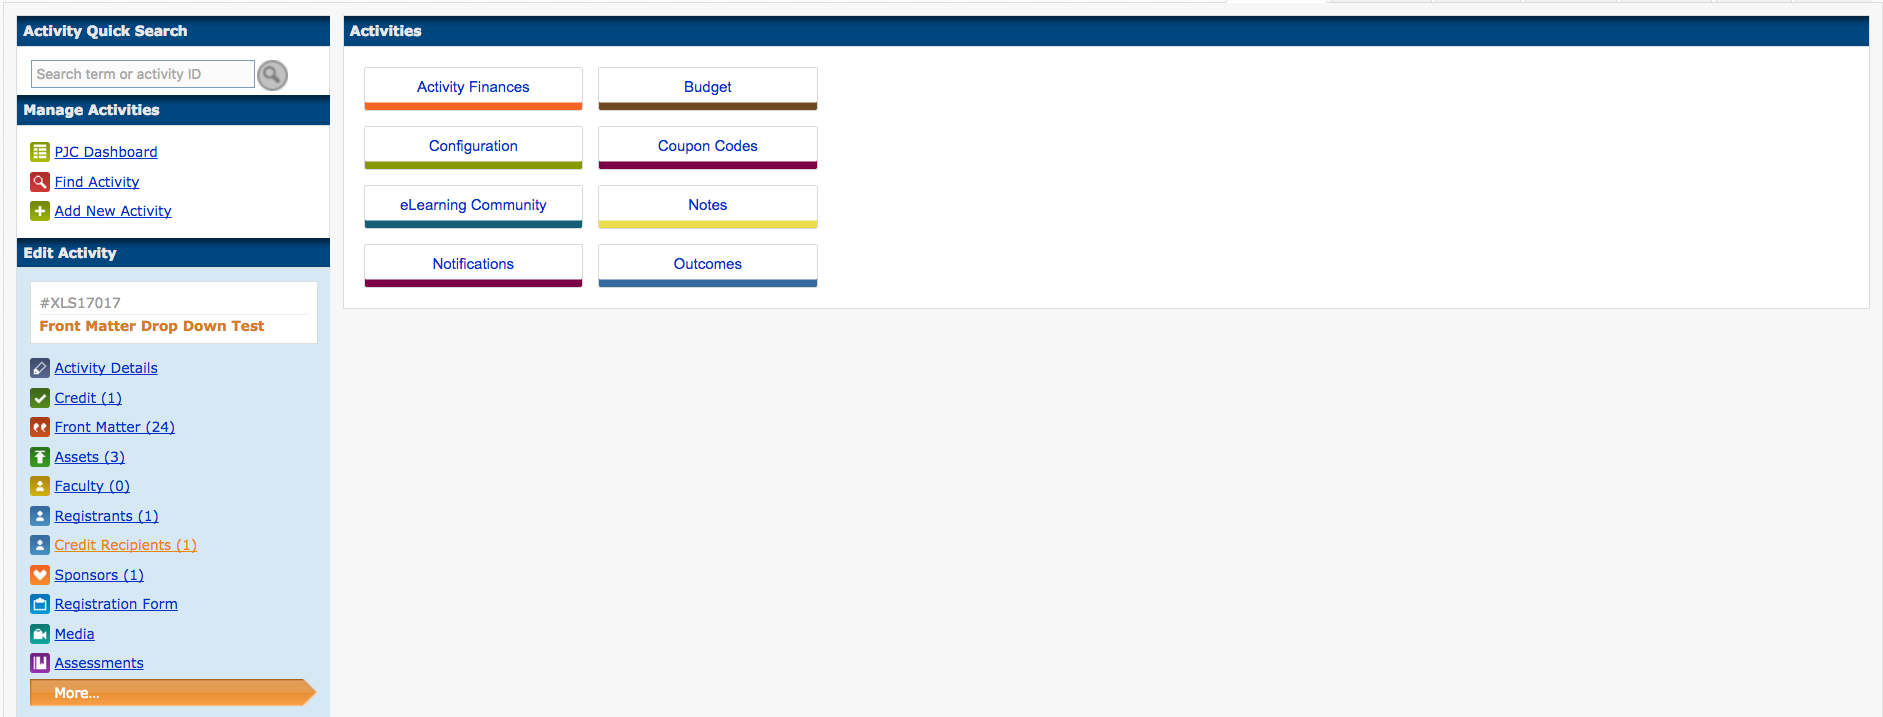 Activity Quick Search
Search term or activity ID
Manage Activities
PJC Dashboard
Find Activity
Add New Activity
Edit Activity
#XLS17017
Front Matter Drop Down Test
Activity Details
Credit (1)
Front Matter (24)
Assets (3)
Faculty (0)
Registrants (1)
Credit Recipients (1)
Sponsors (1)
Registration Form
Media
Assessments
More...
Activities
Activity Finances
Budget
Configuration
Coupon Codes
eLearning Community
Notes
Notifications
Outcomes